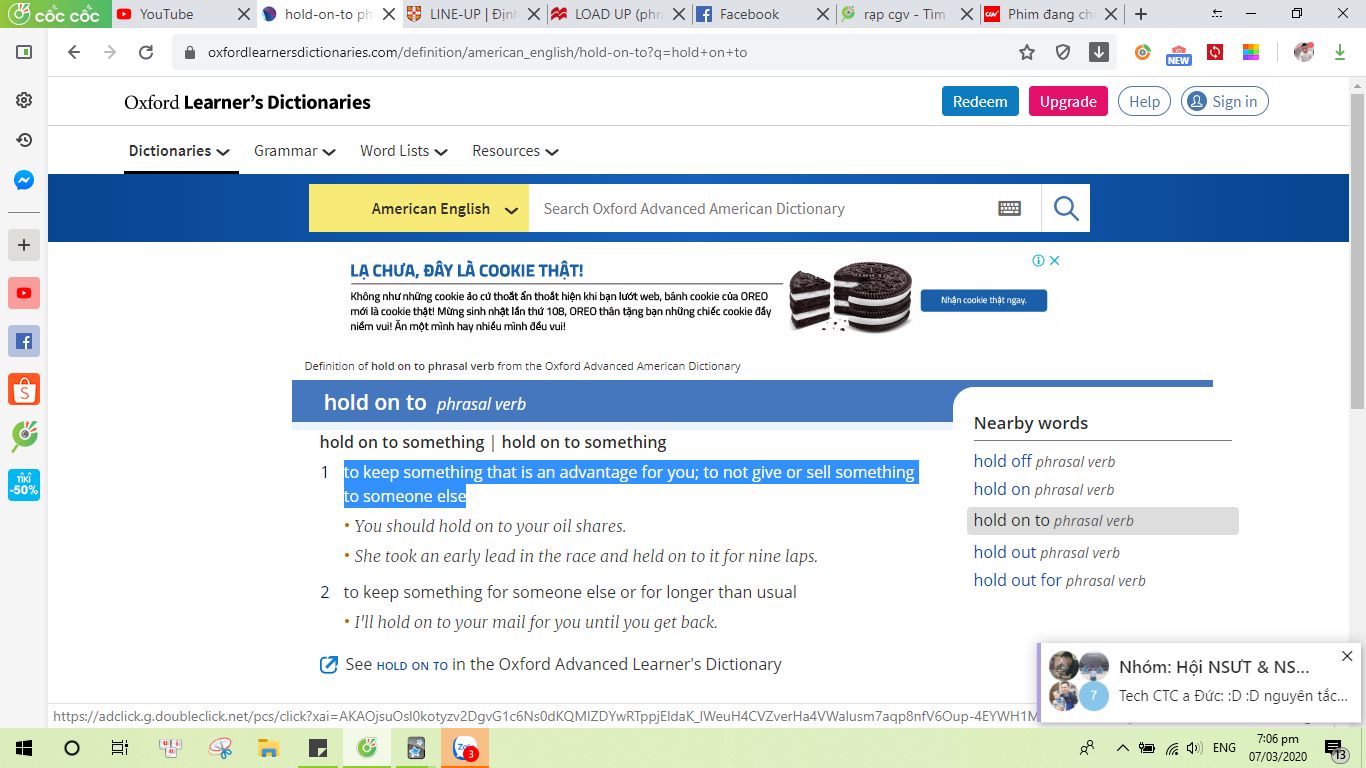 cốc cốc
YouTube
hold-on-to ph
LINE-UP | Địn
LOAD UP (phra
Facebook
rạp cgv - Tìm
Phim đang ch
oxfordlearnersdictionaries.com/definition/american_english/hold-on-to?q=hold+on+to
NEW
Oxford Learner's Dictionaries
Redeem
Upgrade
Help
Sign in
Dictionaries
Grammar
Word Lists
Resources
American English
Search Oxford Advanced American Dictionary
LẠ CHƯA, ĐÂY LÀ COOKIE THẬT!
Không như những cookie ảo cứ thoắt ẩn thoắt hiện khi bạn lướt web, bánh cookie của OREO
mới là cookie thật! Mừng sinh nhật lần thứ 108, OREO thân tặng bạn những chiếc cookie đầy
niềm vui! Ăn một mình hay nhiều mình đều vui!
Nhận cookie thật ngay.
Definition of hold on to phrasal verb from the Oxford Advanced American Dictionary
hold on to phrasal verb
hold on to something | hold on to something
1 to keep something that is an advantage for you; to not give or sell something
to someone else
• You should hold on to your oil shares.
• She took an early lead in the race and held on to it for nine laps.
2 to keep something for someone else or for longer than usual
• I'll hold on to your mail for you until you get back.
See HOLD ON TO in the Oxford Advanced Learner's Dictionary
Nearby words
hold off phrasal verb
hold on phrasal verb
hold on to phrasal verb
hold out phrasal verb
hold out for phrasal verb
TIKI
-50%
7
Nhóm: Hội NSƯT & NS...
Tech CTC a Đức: :D :D nguyên tắc...
3
ENG
7:06 pm
07/03/2020
13